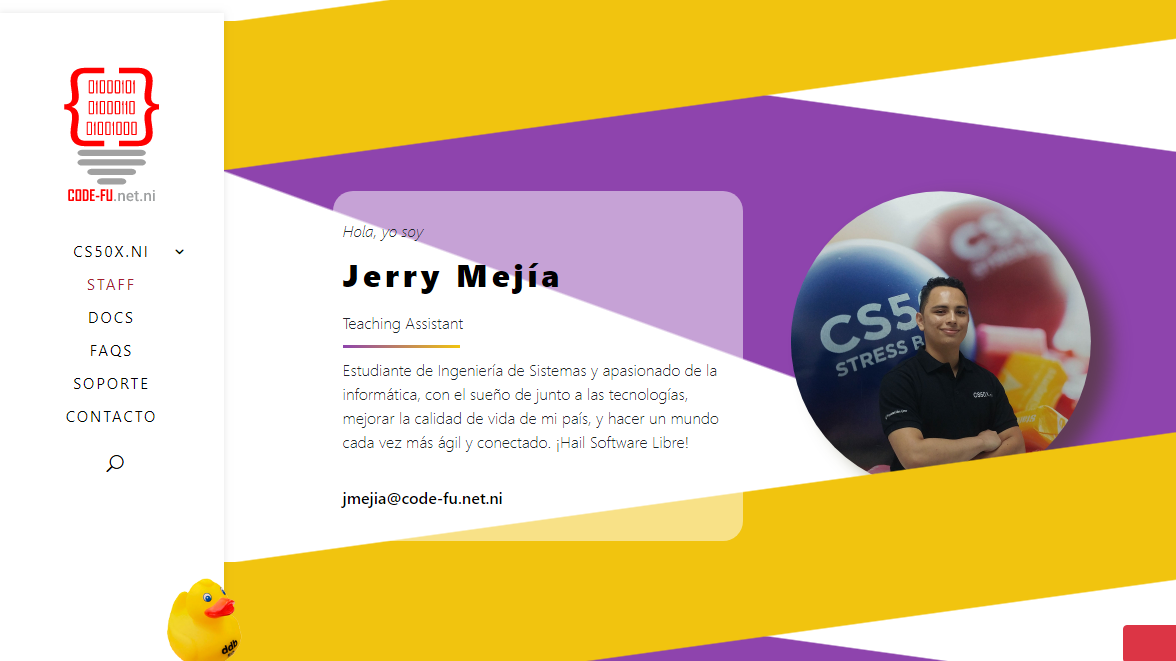 01000101
01000110
01001000
CODE-FU.net.ni
CS50X.NI
STAFF
DOCS
FAQS
SOPORTE
CONTACTO
Hola, yo soy
Jerry Mejía
Teaching Assistant
Estudiante de Ingeniería de Sistemas y apasionado de la
informática, con el sueño de junto a las tecnologías,
mejorar la calidad de vida de mi país, y hacer un mundo
cada vez más ágil y conectado. ¡Hail Software Libre!
jmejia@code-fu.net.ni
CS50
STRESS B
CS50X
ddb